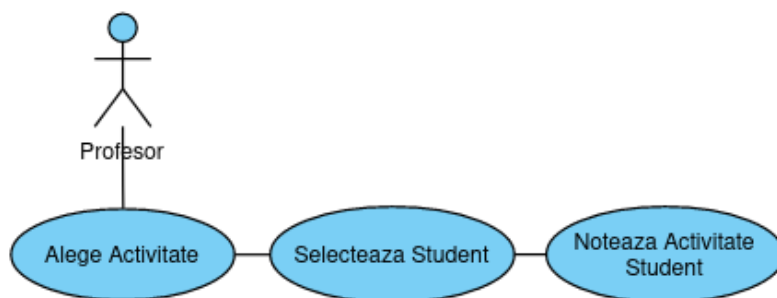 Profesor
Alege Activitate
Selecteaza Student
Noteaza Activitate
Student